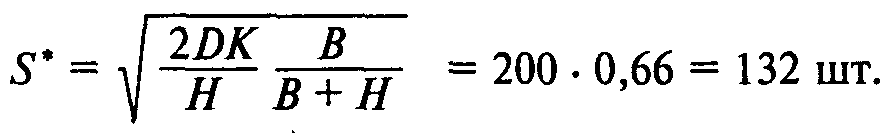 S* = √(2DK/H · B/(B + H)) = 200 · 0,66 = 132 шт.